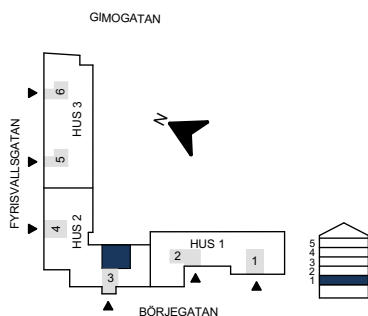 GIMOGATAN
N
FYRISVALLSGATAN
6
HUS 3
5
4
HUS 2
3
HUS 1
2
1
5
4
3
2
1
BÖRJEGATAN